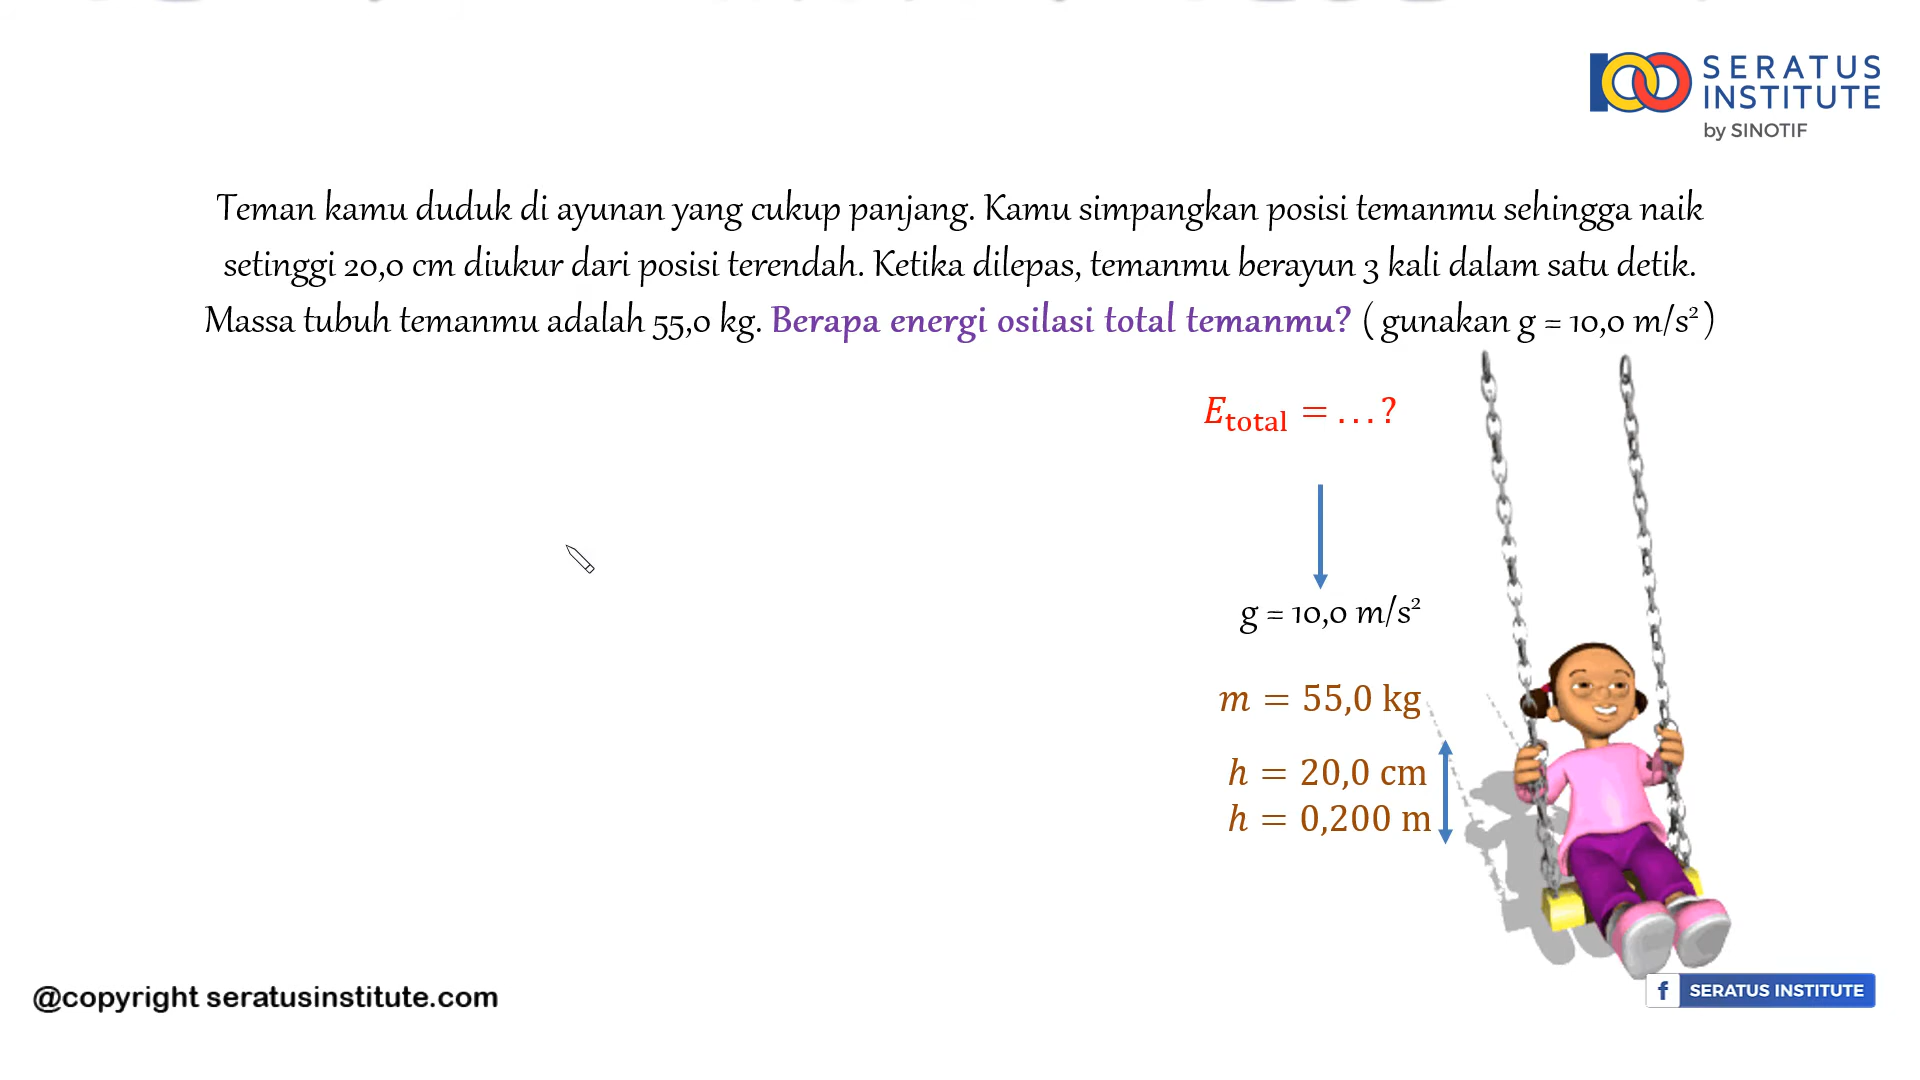 SERATUS
INSTITUTE
by SINOTIF
Teman kamu duduk di ayunan yang cukup panjang. Kamu simpangkan posisi temanmu sehingga naik
setinggi 20,0 cm diukur dari posisi terendah. Ketika dilepas, temanmu berayun 3 kali dalam satu detik.
Massa tubuh temanmu adalah 55,0 kg. Berapa energi osilasi total temanmu? ( gunakan g = 10,0 m/s² )
E_total = ...?
g = 10,0 m/s²
m = 55,0 kg
h = 20,0 cm
h = 0,200 m
@copyright seratusinstitute.com
f SERATUS INSTITUTE